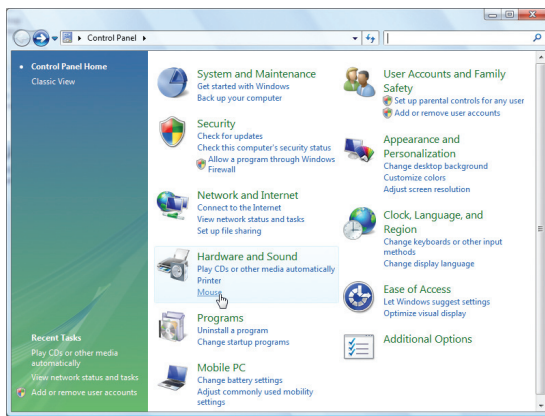 Control Panel
Control Panel Home
Classic View
System and Maintenance
Get started with Windows
Back up your computer
Security
Check for updates
Check this computer's security status
Allow a program through Windows
Firewall
Network and Internet
Connect to the Internet
View network status and tasks
Set up file sharing
Hardware and Sound
Play CDs or other media automatically
Printer
Mouse
Programs
Uninstall a program
Change startup programs
Mobile PC
Change battery settings
Adjust commonly used mobility
settings
User Accounts and Family
Safety
Set up parental controls for any user
Add or remove user accounts
Appearance and
Personalization
Change desktop background
Customize colors
Adjust screen resolution
Clock, Language, and
Region
Change keyboards or other input
methods
Change display language
Ease of Access
Let Windows suggest settings
Optimize visual display
Additional Options
Recent Tasks
Play CDs or other media
automatically
View network status and tasks
Add or remove user accounts